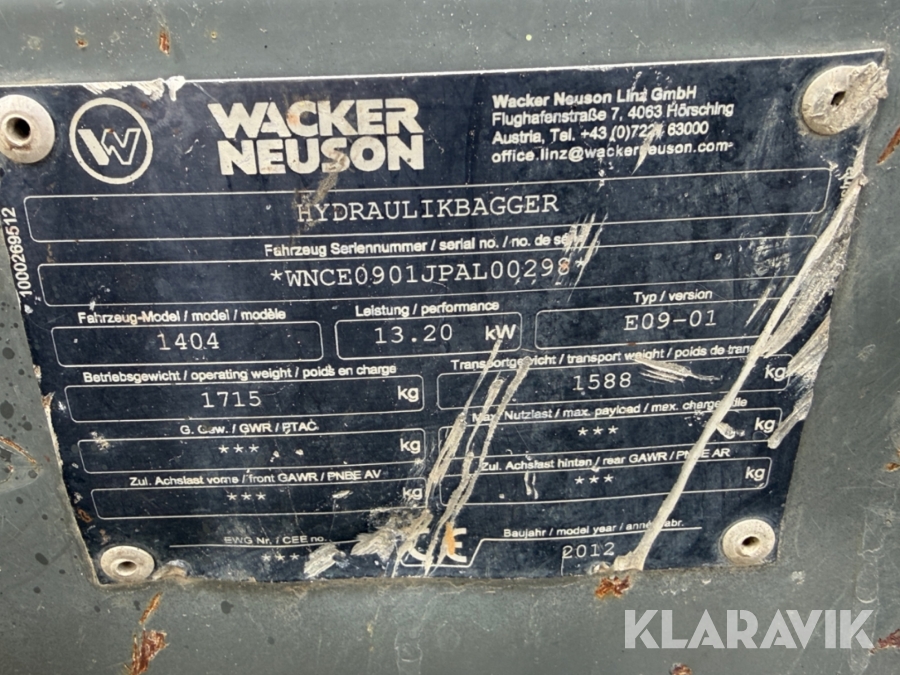 WACKER
NEUSON
Wacker Neuson Linz GmbH
Flughafenstraße 7, 4063 Hörsching
Austria, Tel. +43 (0)7221 63000
office.linz@wackerneuson.com
HYDRAULIKBAGGER
1000269512
Fahrzeug Seriennummer / serial no. / no. de
*WNCE0901JPAL00298*
Fahrzeug-Model / model / modèle
Leistung / performance
Typ / version
1404
13.20 kW
E09-01
Betriebsgewicht / operating weight / poids en charge
Transportgewicht / transport weight / poids de
1715 kg
1588 kg
G. Gew. / GWR / PTAC
Max. Nutzlast / max. payload / max. charge
*** kg
*** kg
Zul. Achslast vorne / front GAWR / PNBE AV
Zul. Achslast hinten / rear GAWR / PNBE AR
*** kg
*** kg
EWG Nr. / CEE no.
***
CE
Baujahr / model year /
2012
KLARAVIK